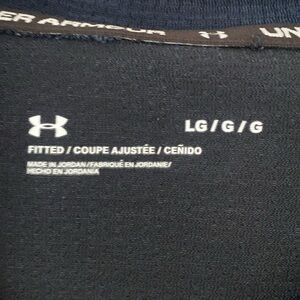 ER ARMOUR UN
LG / G / G
FITTED / COUPE AJUSTÉE / CEÑIDO
MADE IN JORDAN/FABRIQUÉ EN JORDANIE/
HECHO EN JORDANIA